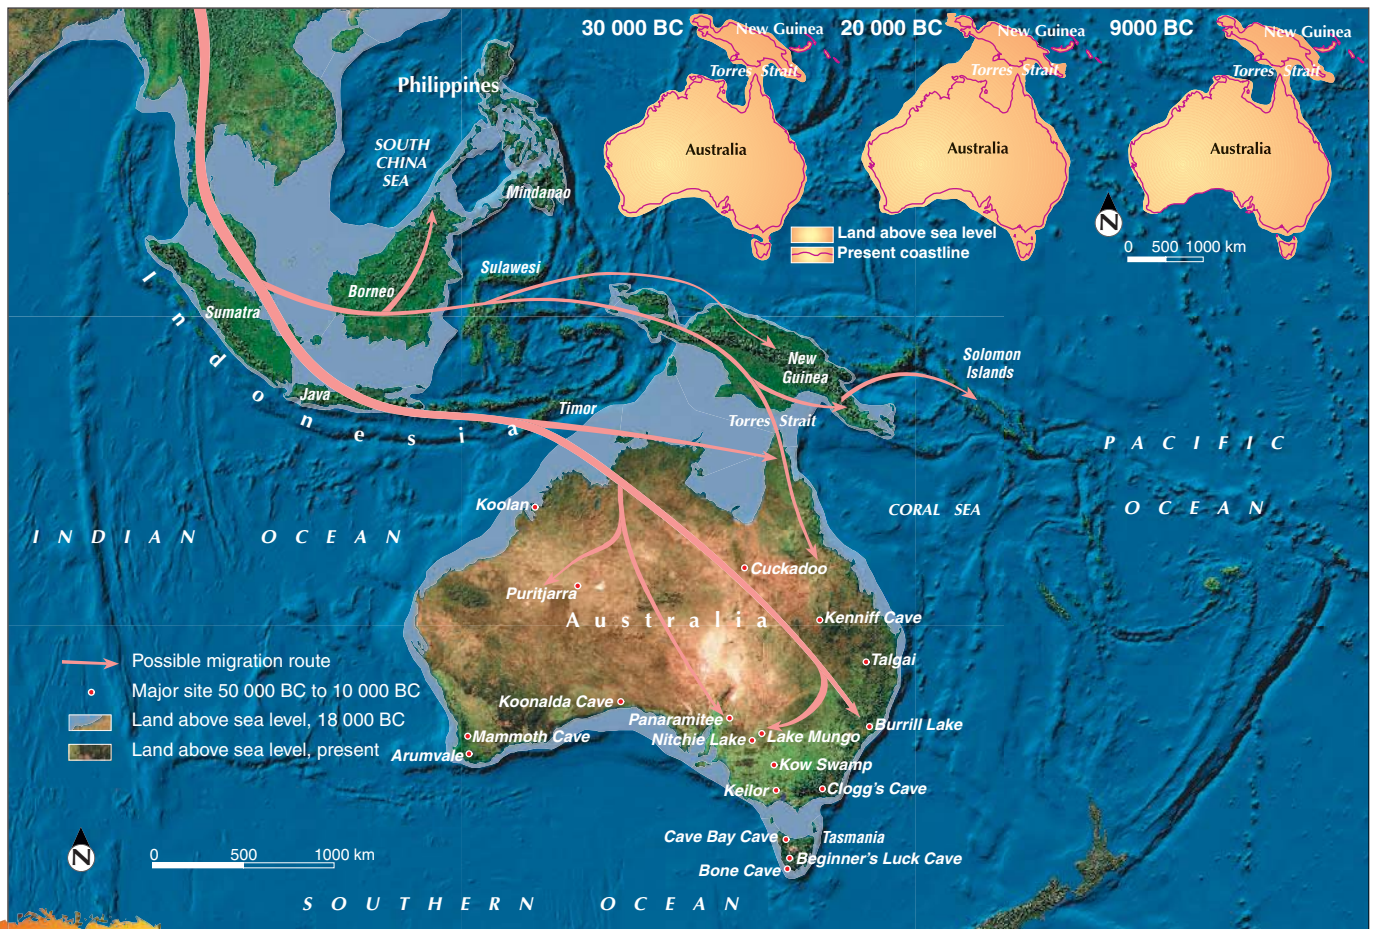 30 000 BC
New Guinea
Torres Strait
Australia
20 000 BC
New Guinea
Torres Strait
Australia
9000 BC
New Guinea
Torres Strait
Australia
Land above sea level
Present coastline
N
0 500 1000 km
Philippines
SOUTH
CHINA
SEA
Mindanao
Sulawesi
Borneo
Sumatra
Indonesia
Java
Timor
New
Guinea
Solomon
Islands
Torres Strait
PACIFIC
OCEAN
CORAL SEA
INDIAN OCEAN
Koolan
Cuckadoo
Puritjarra
Australia
Kenniff Cave
Talgai
Koonalda Cave
Panaramitee
Burrill Lake
Mammoth Cave
Nitchie Lake
Lake Mungo
Arumvale
Kow Swamp
Keilor
Clogg's Cave
Cave Bay Cave
Tasmania
Beginner's Luck Cave
Bone Cave
Possible migration route
Major site 50 000 BC to 10 000 BC
Land above sea level, 18 000 BC
Land above sea level, present
N
0 500 1000 km
SOUTHERN OCEAN